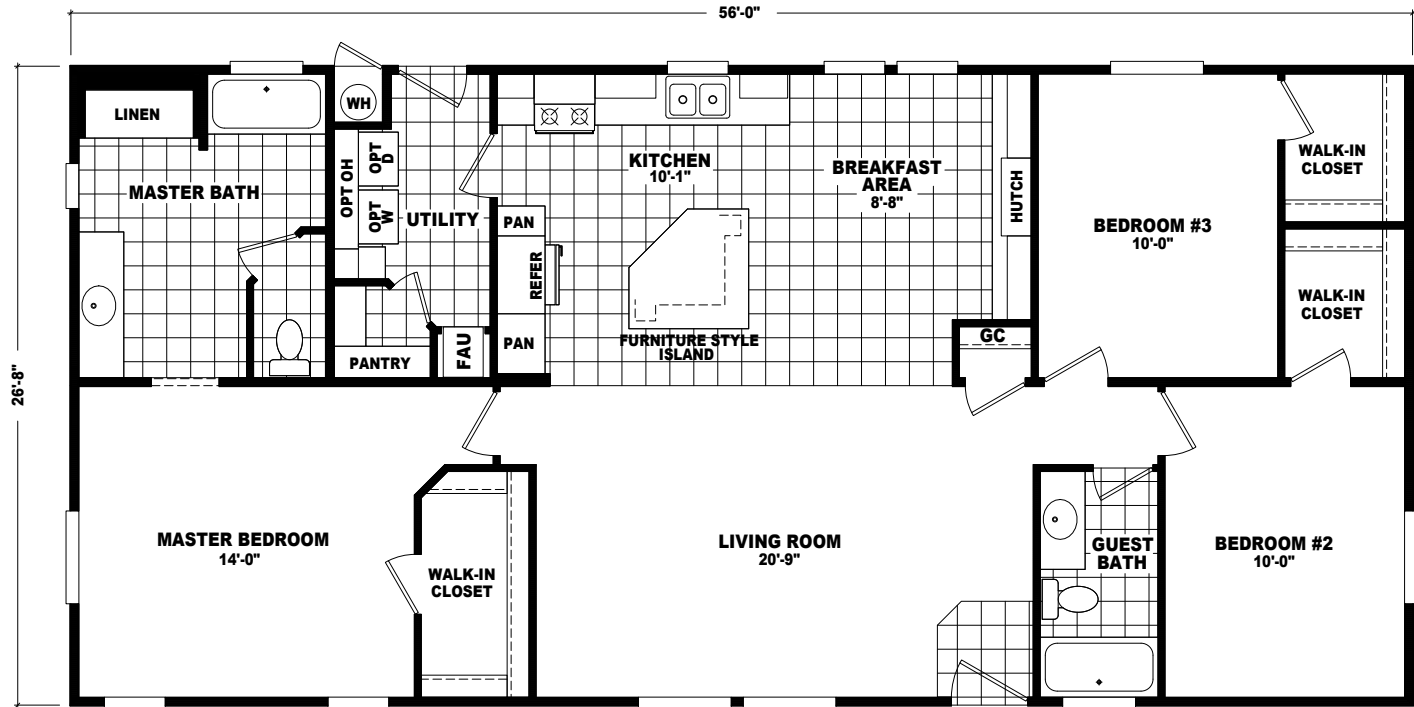 56'-0"
26'-8"
LINEN
WH
OPT OH
OPT
D
OPT
W
MASTER BATH
UTILITY
KITCHEN
10'-1"
BREAKFAST
AREA
8'-8"
HUTCH
WALK-IN
CLOSET
BEDROOM #3
10'-0"
PAN
REFER
PAN
WALK-IN
CLOSET
FURNITURE STYLE
ISLAND
GC
PANTRY
FAU
MASTER BEDROOM
14'-0"
WALK-IN
CLOSET
LIVING ROOM
20'-9"
GUEST
BATH
BEDROOM #2
10'-0"